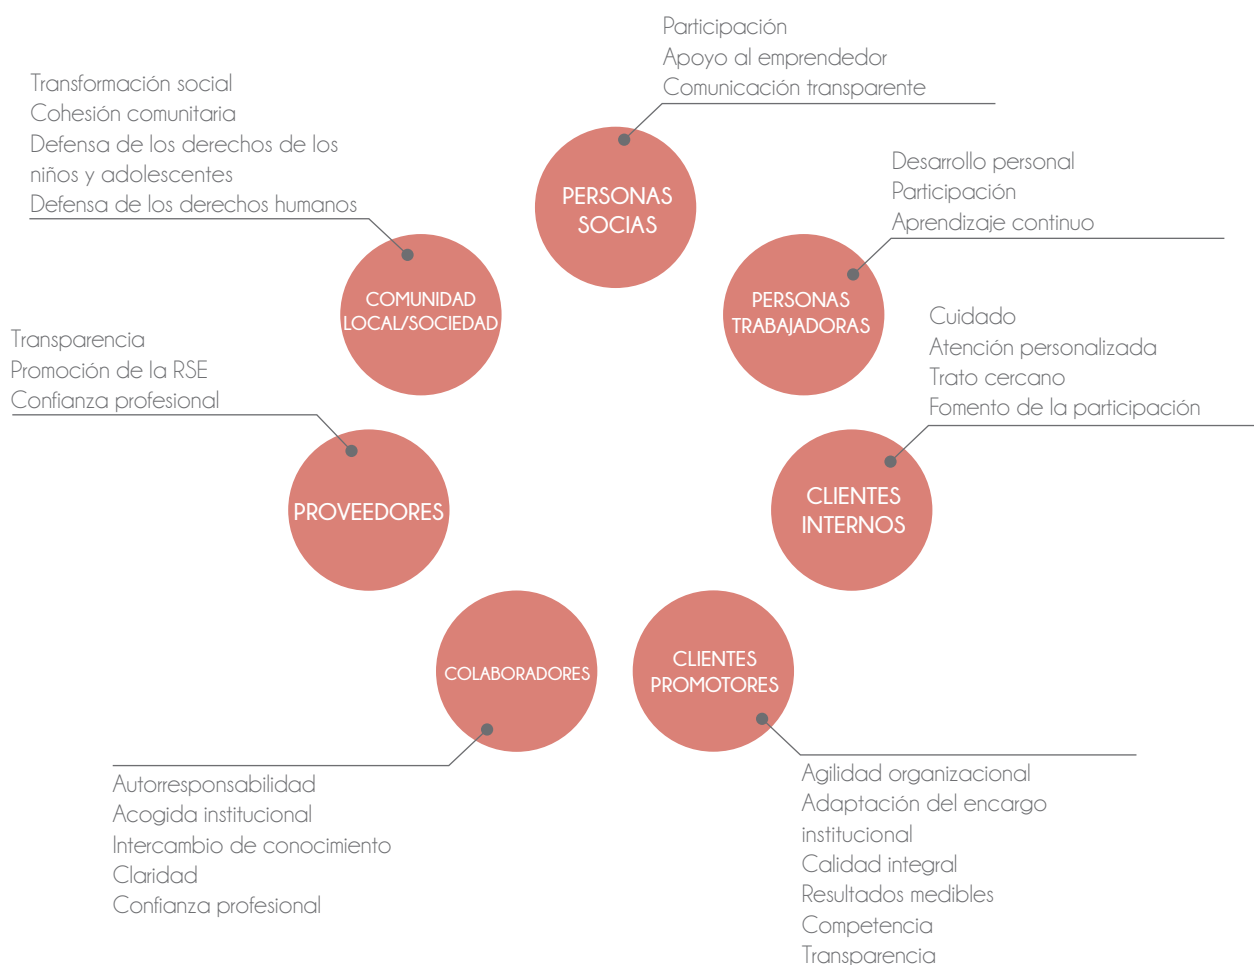 Participación
Apoyo al emprendedor
Comunicación transparente
PERSONAS
SOCIAS
Desarrollo personal
Participación
Aprendizaje continuo
PERSONAS
TRABAJADORAS
Cuidado
Atención personalizada
Trato cercano
Fomento de la participación
CLIENTES
INTERNOS
CLIENTES
PROMOTORES
Agilidad organizacional
Adaptación del encargo
institucional
Calidad integral
Resultados medibles
Competencia
Transparencia
COLABORADORES
Autorresponsabilidad
Acogida institucional
Intercambio de conocimiento
Claridad
Confianza profesional
Transparencia
Promoción de la RSE
Confianza profesional
PROVEEDORES
Transformación social
Cohesión comunitaria
Defensa de los derechos de los
niños y adolescentes
Defensa de los derechos humanos
COMUNIDAD
LOCAL/SOCIEDAD